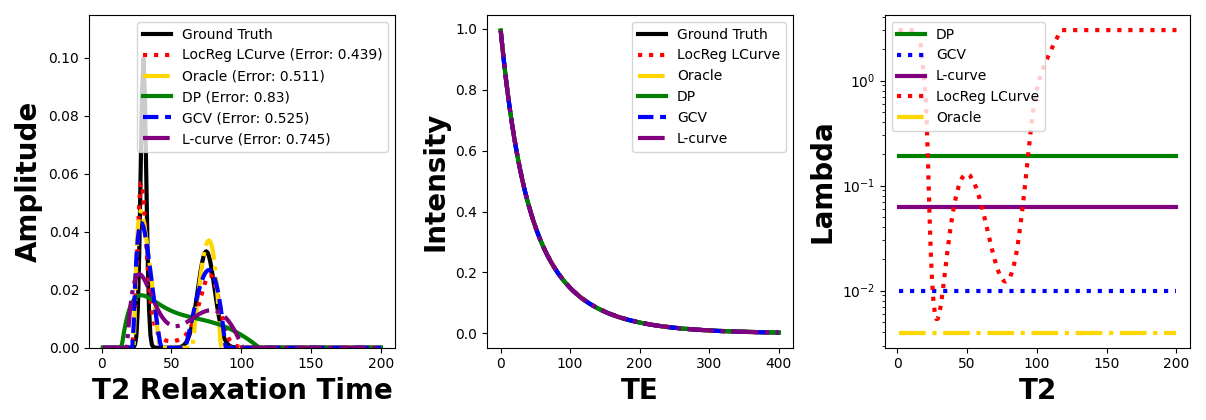 Amplitude
0.10
0.08
0.06
0.04
0.02
0.00
0
50
100
150
200
T2 Relaxation Time
Ground Truth
LocReg LCurve (Error: 0.439)
Oracle (Error: 0.511)
DP (Error: 0.83)
GCV (Error: 0.525)
L-curve (Error: 0.745)
Intensity
1.0
0.8
0.6
0.4
0.2
0.0
0
100
200
300
400
TE
Ground Truth
LocReg LCurve
Oracle
DP
GCV
L-curve
Lambda
10⁰
10⁻¹
10⁻²
0
50
100
150
200
T2
DP
GCV
L-curve
LocReg LCurve
Oracle